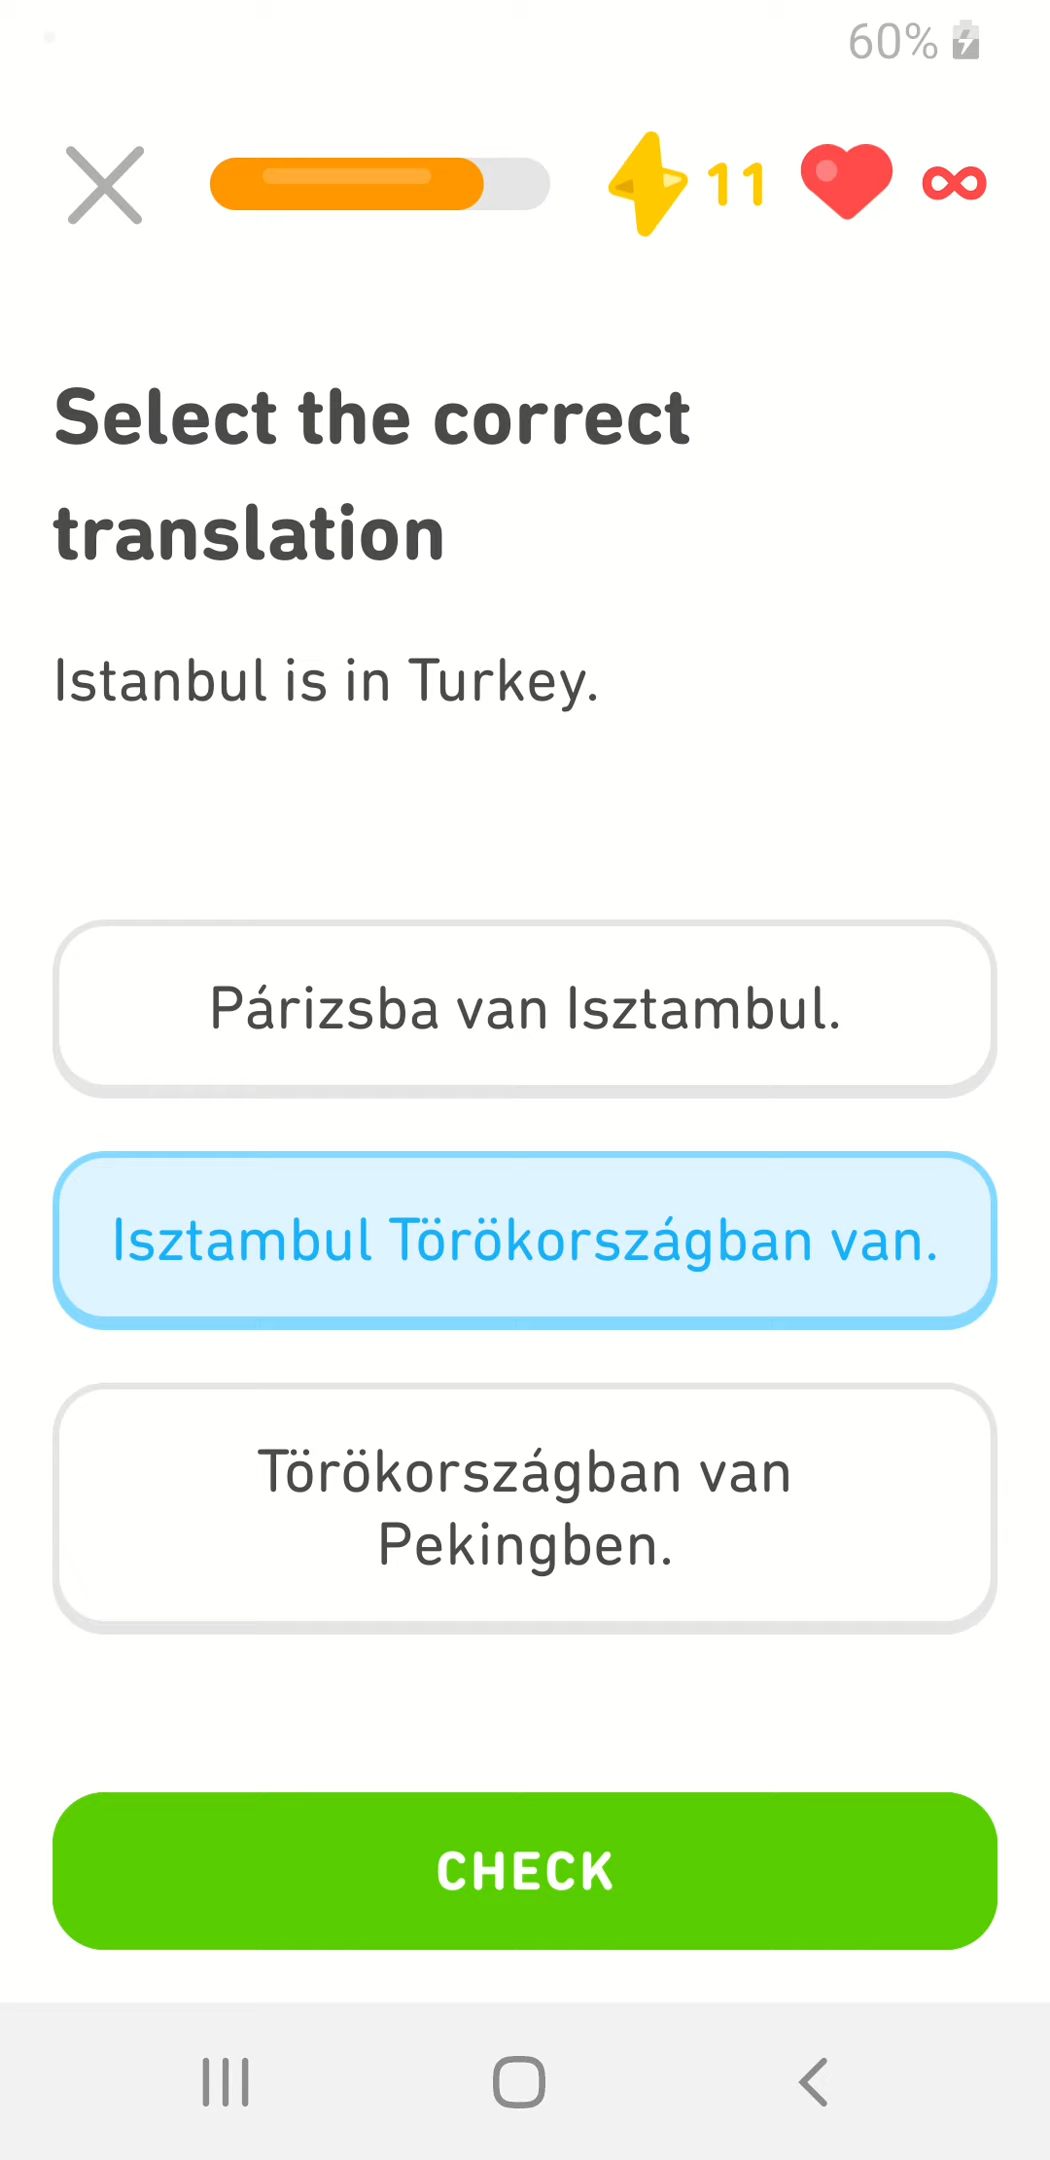 60%
11
Select the correct
translation
Istanbul is in Turkey.
Párizsba van Isztambul.
Isztambul Törökországban van.
Törökországban van
Pekingben.
CHECK